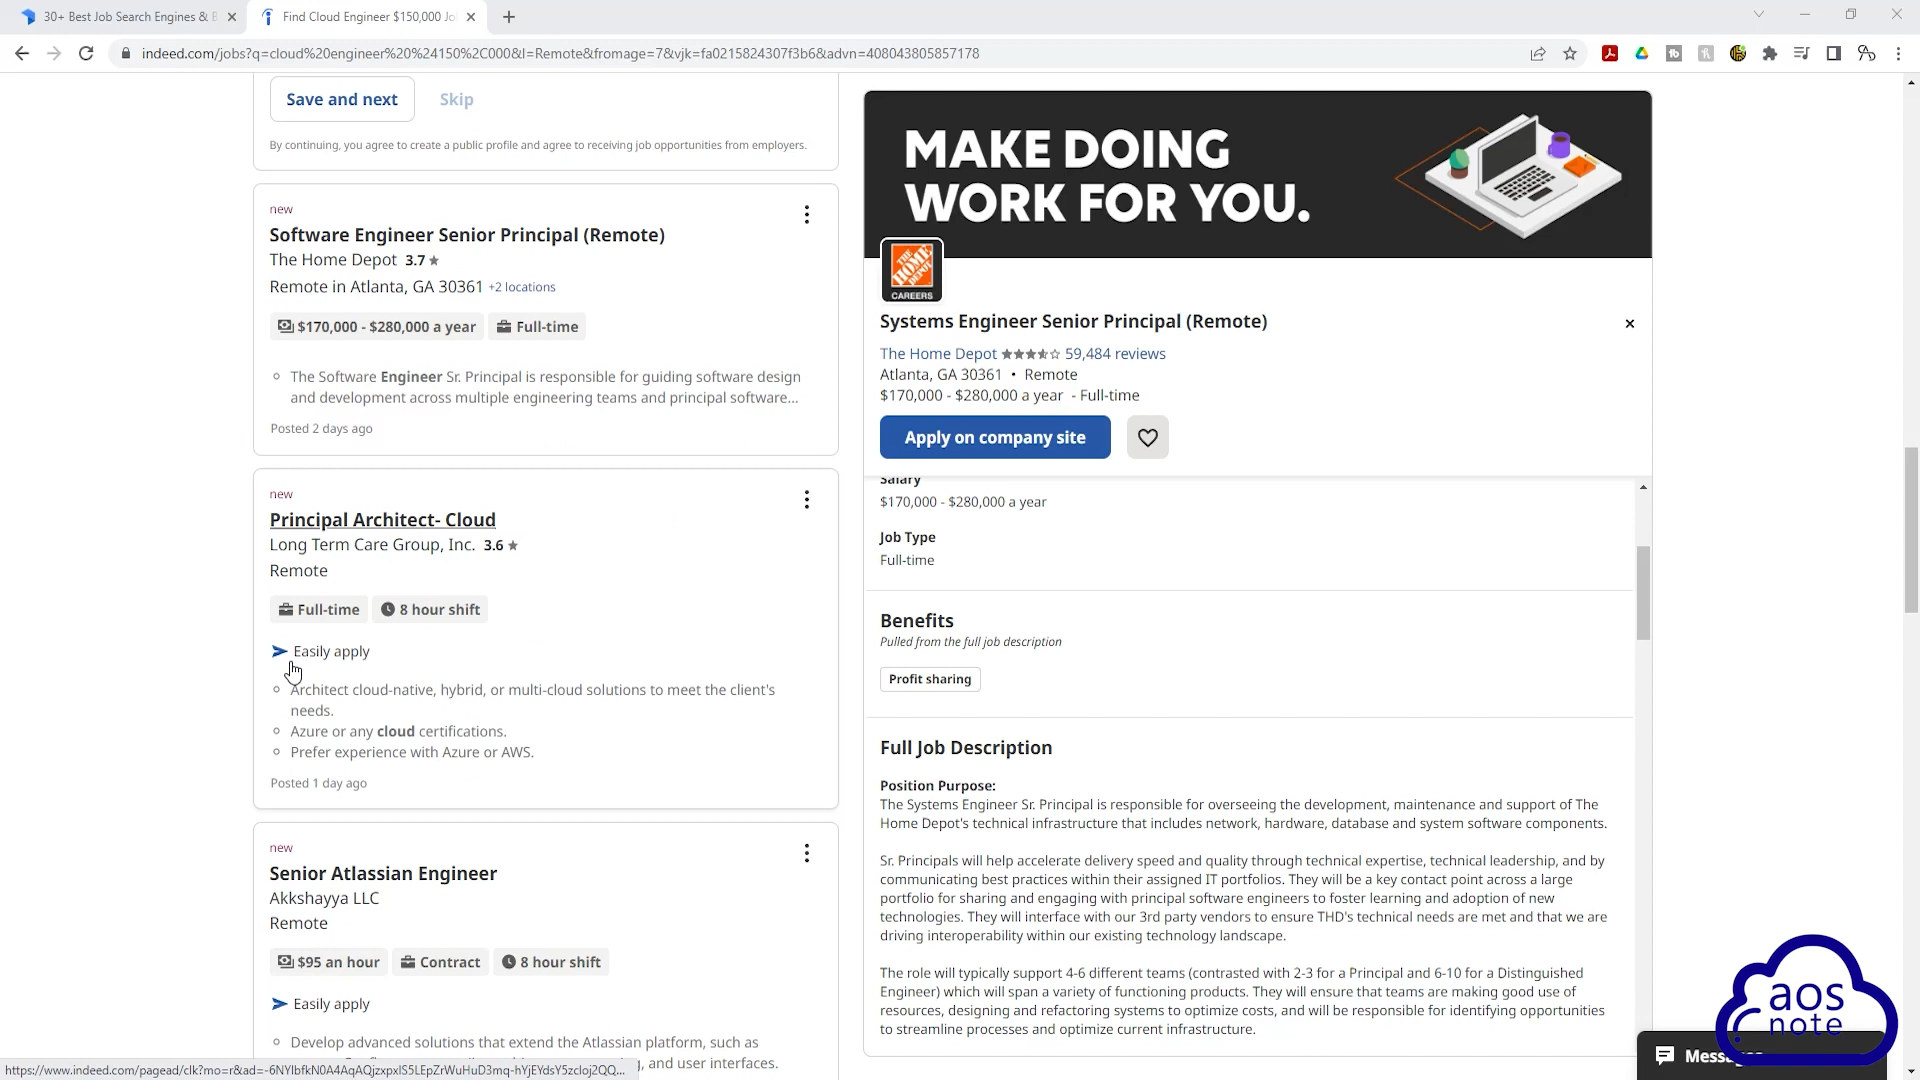 30+ Best Job Search Engines & B
Find Cloud Engineer $150,000 Jo
indeed.com/jobs?q=cloud%20engineer%20%24150%2C000&l=Remote&fromage=7&vjk=fa0215824307f3b6&advn=408043805857178
Save and next Skip
By continuing, you agree to create a public profile and agree to receiving job opportunities from employers.
new
Software Engineer Senior Principal (Remote)
The Home Depot 3.7 ★
Remote in Atlanta, GA 30361 +2 locations
$170,000 - $280,000 a year Full-time
The Software Engineer Sr. Principal is responsible for guiding software design
and development across multiple engineering teams and principal software...
Posted 2 days ago
new
Principal Architect- Cloud
Long Term Care Group, Inc. 3.6 ★
Remote
Full-time 8 hour shift
Easily apply
Architect cloud-native, hybrid, or multi-cloud solutions to meet the client's
needs.
Azure or any cloud certifications.
Prefer experience with Azure or AWS.
Posted 1 day ago
new
Senior Atlassian Engineer
Akkshayya LLC
Remote
$95 an hour Contract 8 hour shift
Easily apply
Develop advanced solutions that extend the Atlassian platform, such as
, and user interfaces.
MAKE DOING
WORK FOR YOU.
THE HOME DEPOT
CAREERS
Systems Engineer Senior Principal (Remote)
The Home Depot 59,484 reviews
Atlanta, GA 30361 • Remote
$170,000 - $280,000 a year - Full-time
Apply on company site
Salary
$170,000 - $280,000 a year
Job Type
Full-time
Benefits
Pulled from the full job description
Profit sharing
Full Job Description
Position Purpose:
The Systems Engineer Sr. Principal is responsible for overseeing the development, maintenance and support of The
Home Depot's technical infrastructure that includes network, hardware, database and system software components.
Sr. Principals will help accelerate delivery speed and quality through technical expertise, technical leadership, and by
communicating best practices within their assigned IT portfolios. They will be a key contact point across a large
portfolio for sharing and engaging with principal software engineers to foster learning and adoption of new
technologies. They will interface with our 3rd party vendors to ensure THD's technical needs are met and that we are
driving interoperability within our existing technology landscape.
The role will typically support 4-6 different teams (contrasted with 2-3 for a Principal and 6-10 for a Distinguished
Engineer) which will span a variety of functioning products. They will ensure that teams are making good use of
resources, designing and refactoring systems to optimize costs, and will be responsible for identifying opportunities
to streamline processes and optimize current infrastructure.
aos
note